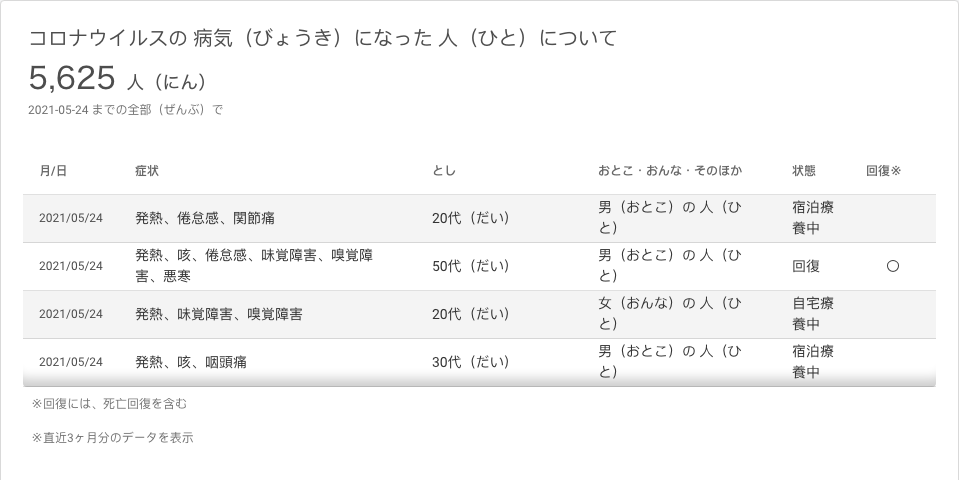 コロナウイルスの 病気（びょうき）になった 人（ひと）について
5,625 人（にん）
2021-05-24 までの全部（ぜんぶ）で
月/日 症状 とし おとこ・おんな・そのほか 状態 回復※
2021/05/24 発熱、倦怠感、関節痛 20代（だい） 男（おとこ）の 人（ひ
と） 宿泊療
養中
2021/05/24 発熱、咳、倦怠感、味覚障害、嗅覚障
害、悪寒 50代（だい） 男（おとこ）の 人（ひ
と） 回復 〇
2021/05/24 発熱、味覚障害、嗅覚障害 20代（だい） 女（おんな）の 人（ひ
と） 自宅療
養中
2021/05/24 発熱、咳、咽頭痛 30代（だい） 男（おとこ）の 人（ひ
と） 宿泊療
養中
※回復には、死亡回復を含む
※直近3ヶ月分のデータを表示